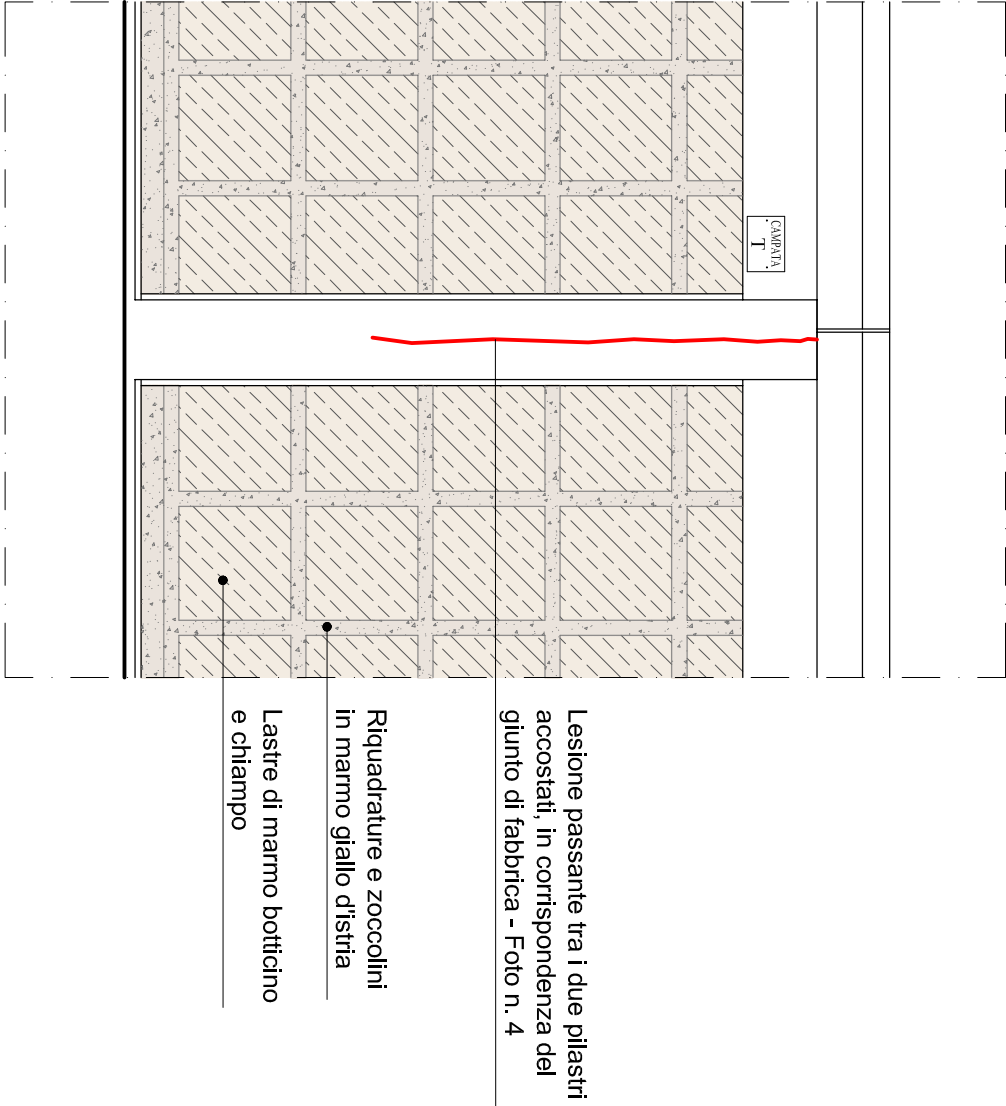 CAMPATA
. T .
Lesione passante tra i due pilastri
accostati, in corrispondenza del
giunto di fabbrica - Foto n. 4
Riquadrature e zoccolini
in marmo giallo d'istria
Lastre di marmo botticino
e chiampo